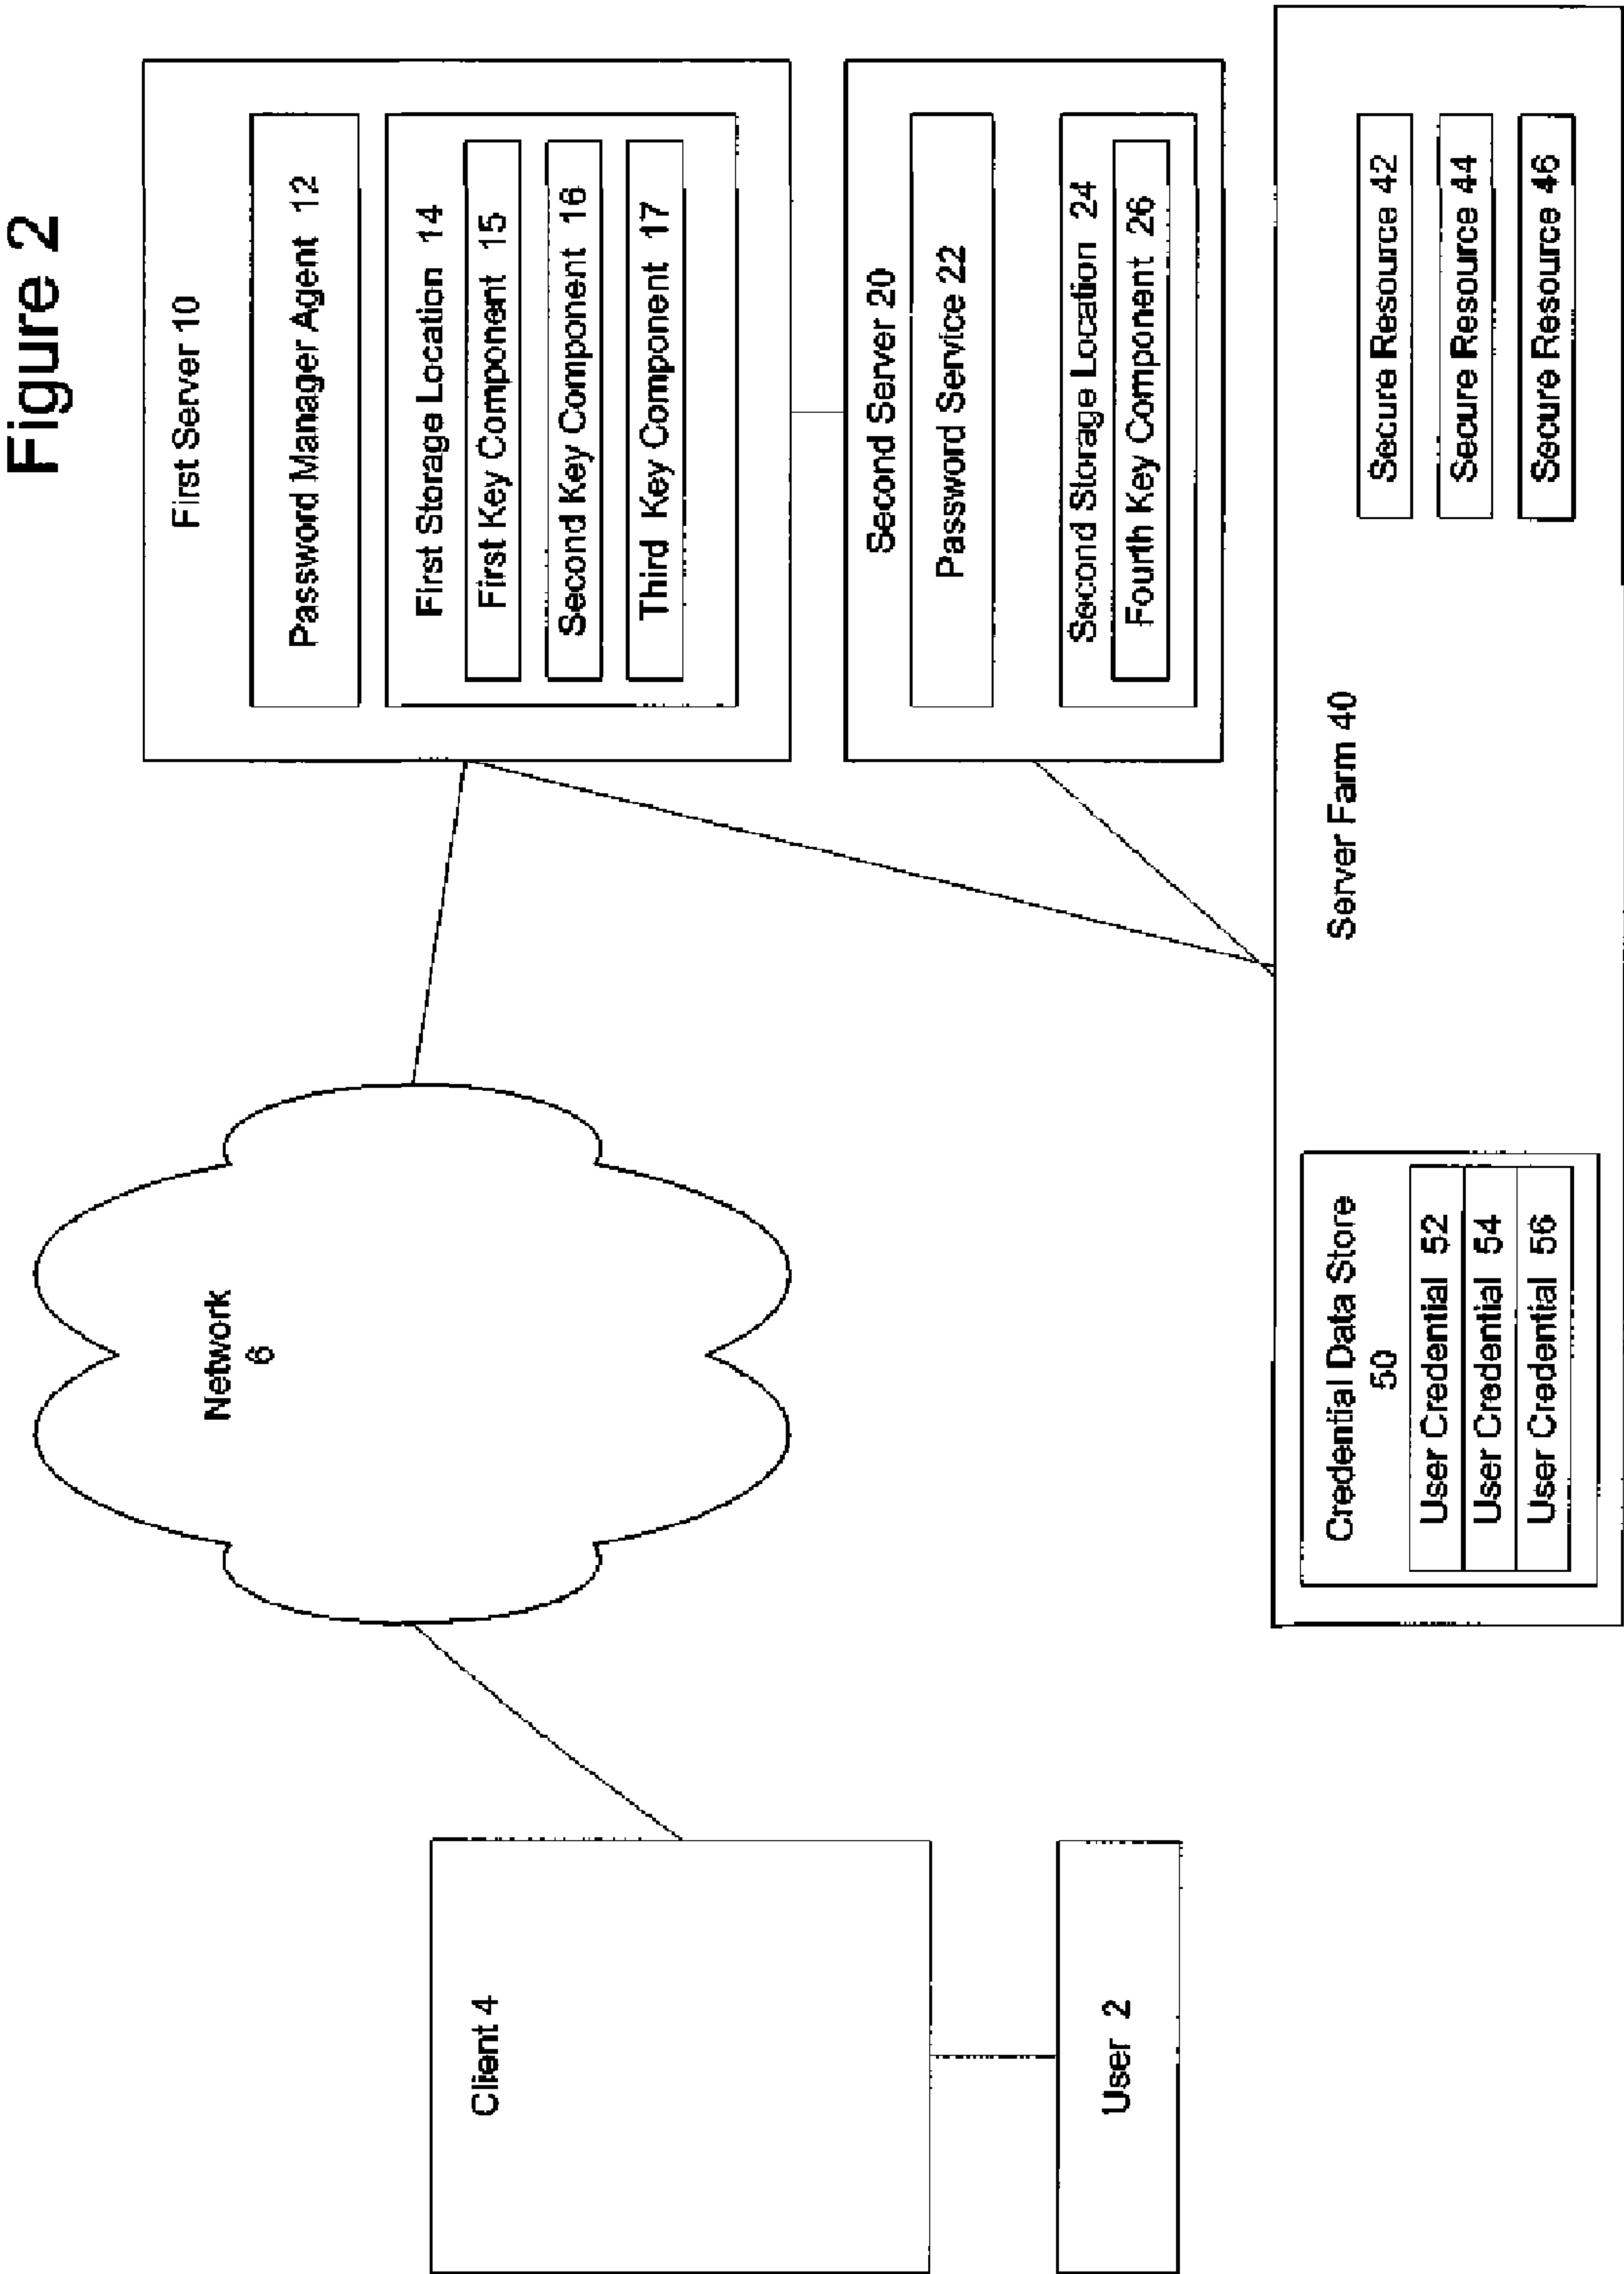 Figure 2
First Server 10
Password Manager Agent 12
First Storage Location 14
First Key Component 15
Second Key Component 16
Third Key Component 17
Network
6
Client 4
User 2
Second Server 20
Password Service 22
Second Storage Location 24
Fourth Key Component 26
Server Farm 40
Credential Data Store
50
User Credential 52
User Credential 54
User Credential 56
Secure Resource 42
Secure Resource 44
Secure Resource 46